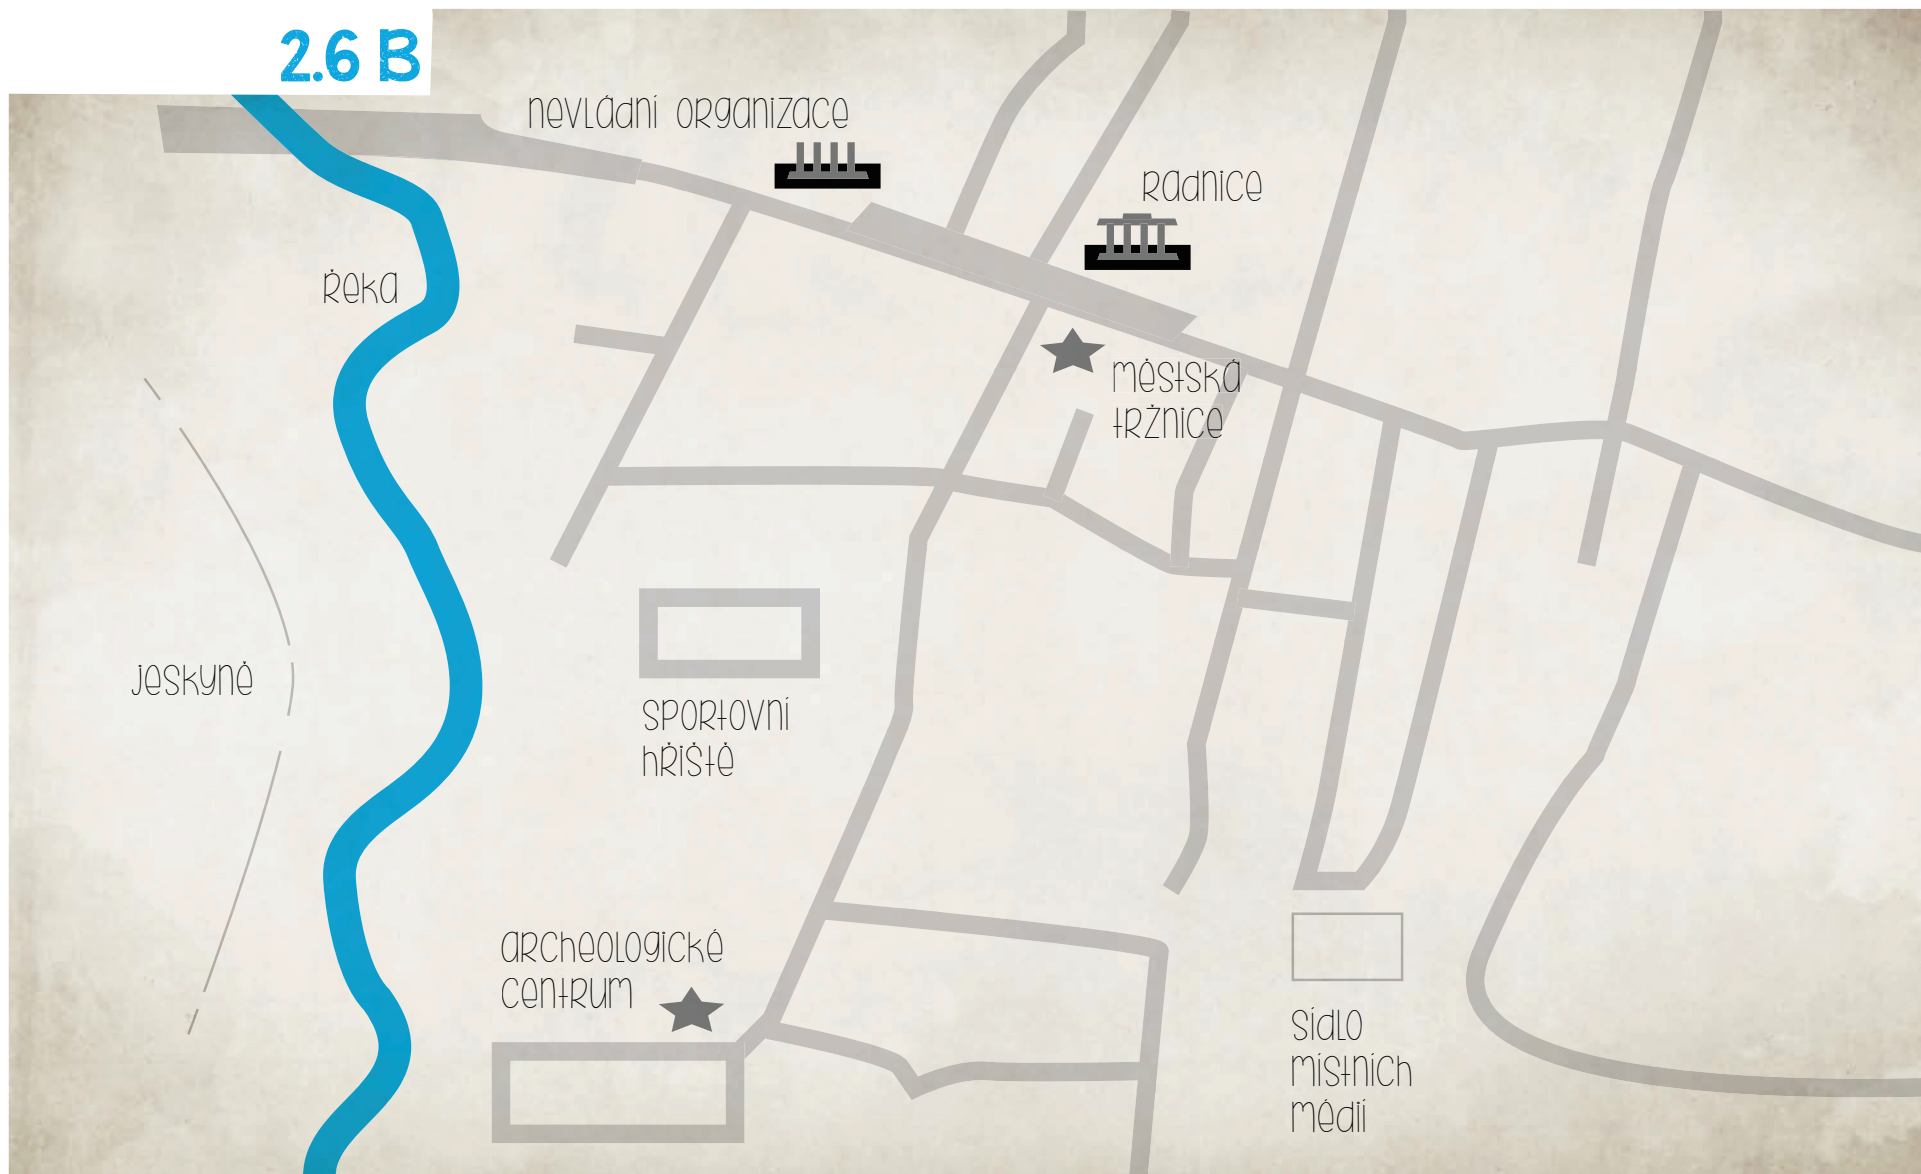 2.6 B
nevládní organizace
radnice
řeka
městská
tržnice
jeskyně
sportovní
hřiště
archeologické
centrum
sídlo
místních
médií